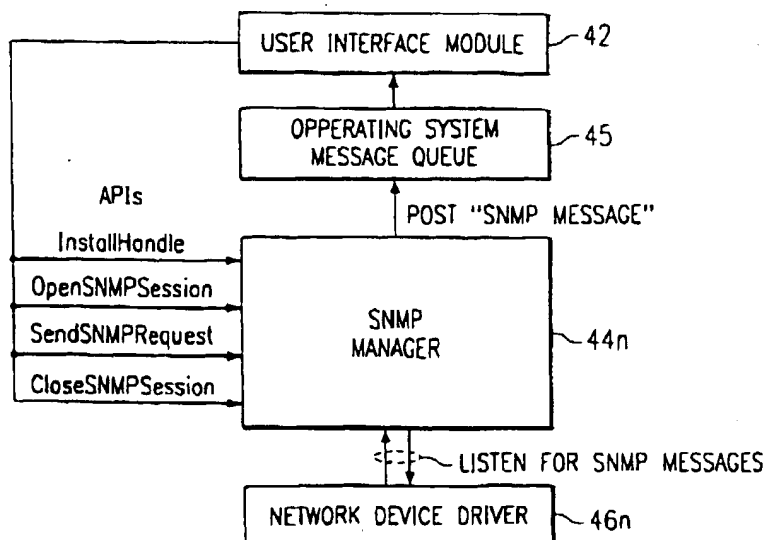 USER INTERFACE MODULE
42
OPPERATING SYSTEM
MESSAGE QUEUE
45
APIs
POST "SNMP MESSAGE"
InstallHandle
OpenSNMPSession
SendSNMPRequest
CloseSNMPSession
SNMP
MANAGER
44n
LISTEN FOR SNMP MESSAGES
NETWORK DEVICE DRIVER
46n